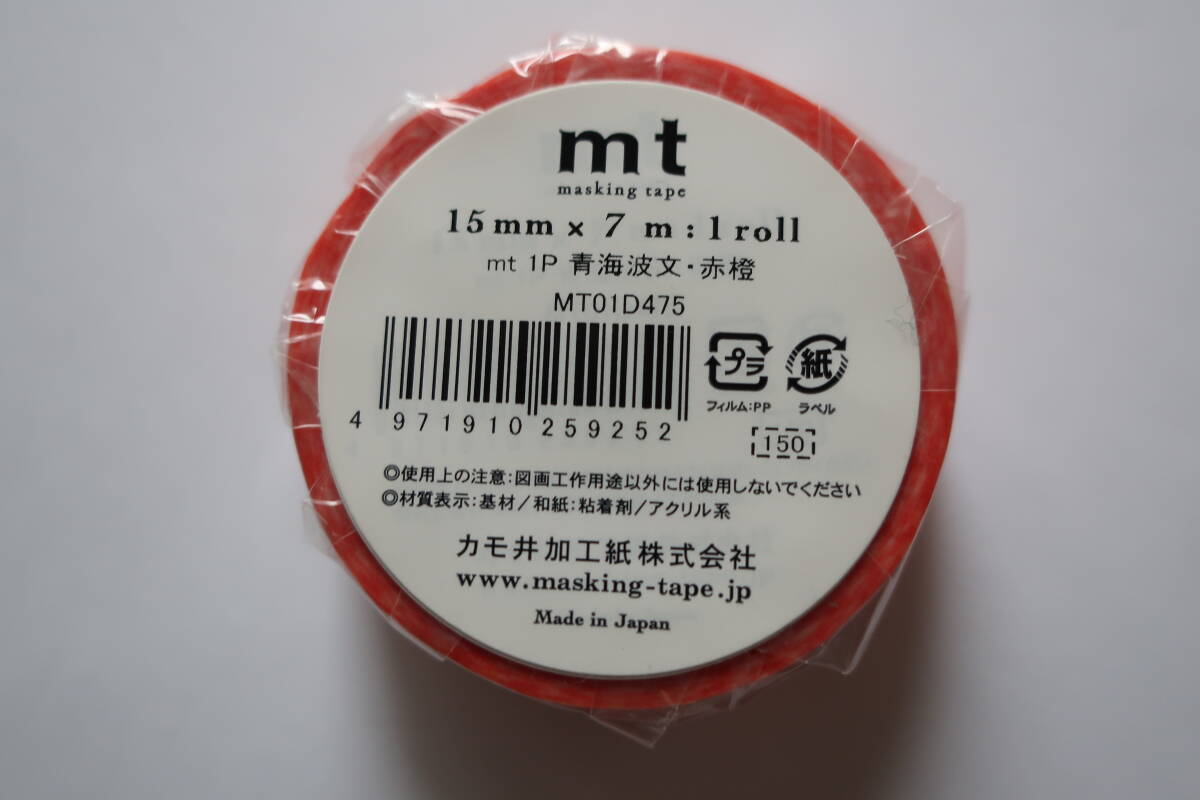 mt
masking tape
15mm × 7 m : 1 roll
mt 1P 青海波文・赤橙
MT01D475
4 971910 259252
プラ
フィルム:PP
紙
ラベル
150
◎使用上の注意:図画工作用途以外には使用しないでください
◎材質表示:基材/和紙:粘着剤/アクリル系
カモ井加工紙株式会社
www.masking-tape.jp
Made in Japan